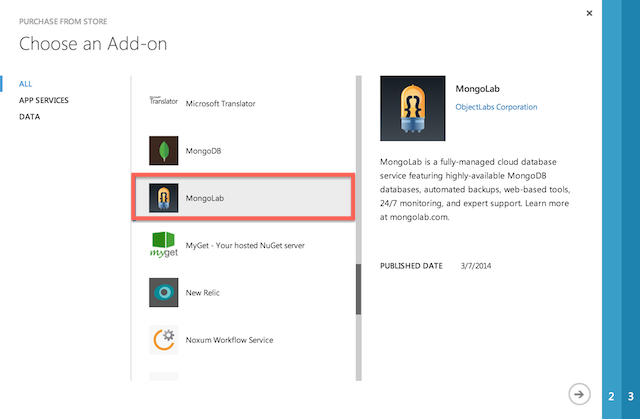 PURCHASE FROM STORE
Choose an Add-on
ALL
APP SERVICES
DATA
Microsoft
Translator
Microsoft Translator
MongoDB
MongoLab
myget
MyGet - Your hosted NuGet server
New Relic
Noxum Workflow Service
MongoLab
ObjectLabs Corporation
MongoLab is a fully-managed cloud database
service featuring highly-available MongoDB
databases, automated backups, web-based tools,
24/7 monitoring, and expert support. Learn more
at mongolab.com.
PUBLISHED DATE 3/7/2014
2 3